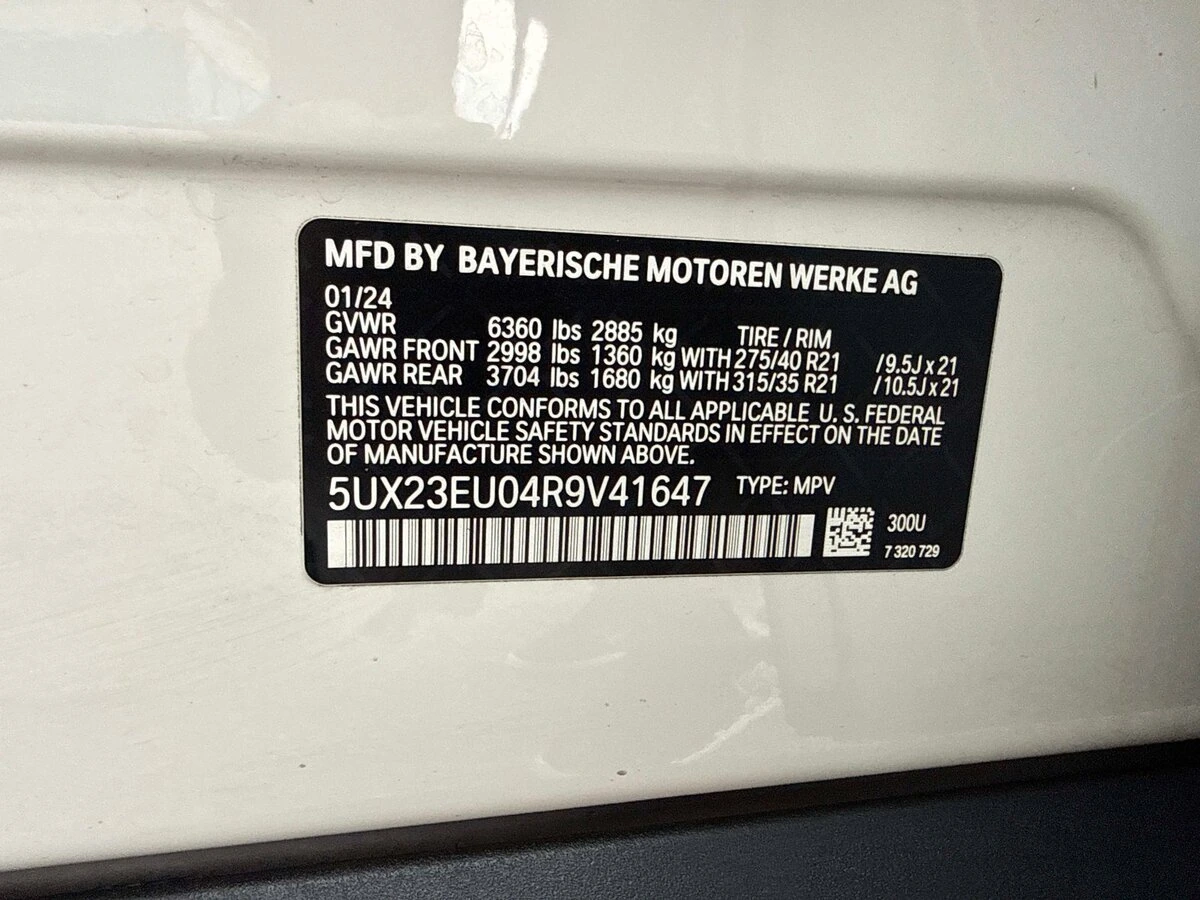 MFD BY BAYERISCHE MOTOREN WERKE AG
01/24
GVWR 6360 lbs 2885 kg TIRE / RIM
GAWR FRONT 2998 lbs 1360 kg WITH 275/40 R21 /9.5J x 21
GAWR REAR 3704 lbs 1680 kg WITH 315/35 R21 /10.5J x 21
THIS VEHICLE CONFORMS TO ALL APPLICABLE U. S. FEDERAL
MOTOR VEHICLE SAFETY STANDARDS IN EFFECT ON THE DATE
OF MANUFACTURE SHOWN ABOVE.
5UX23EU04R9V41647 TYPE: MPV
300U
7 320 729